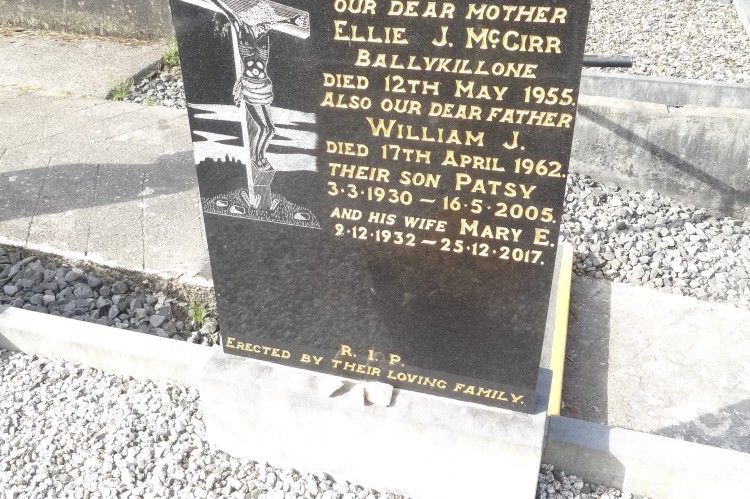 OUR DEAR MOTHER
ELLIE J. McGIRR
BALLYKILLONE
DIED 12TH MAY 1955.
ALSO OUR DEAR FATHER
WILLIAM J.
DIED 17TH APRIL 1962.
THEIR SON PATSY
3·3·1930 – 16·5·2005.
AND HIS WIFE MARY E.
2·12·1932 – 25·12·2017.
R. I. P.
ERECTED BY THEIR LOVING FAMILY.